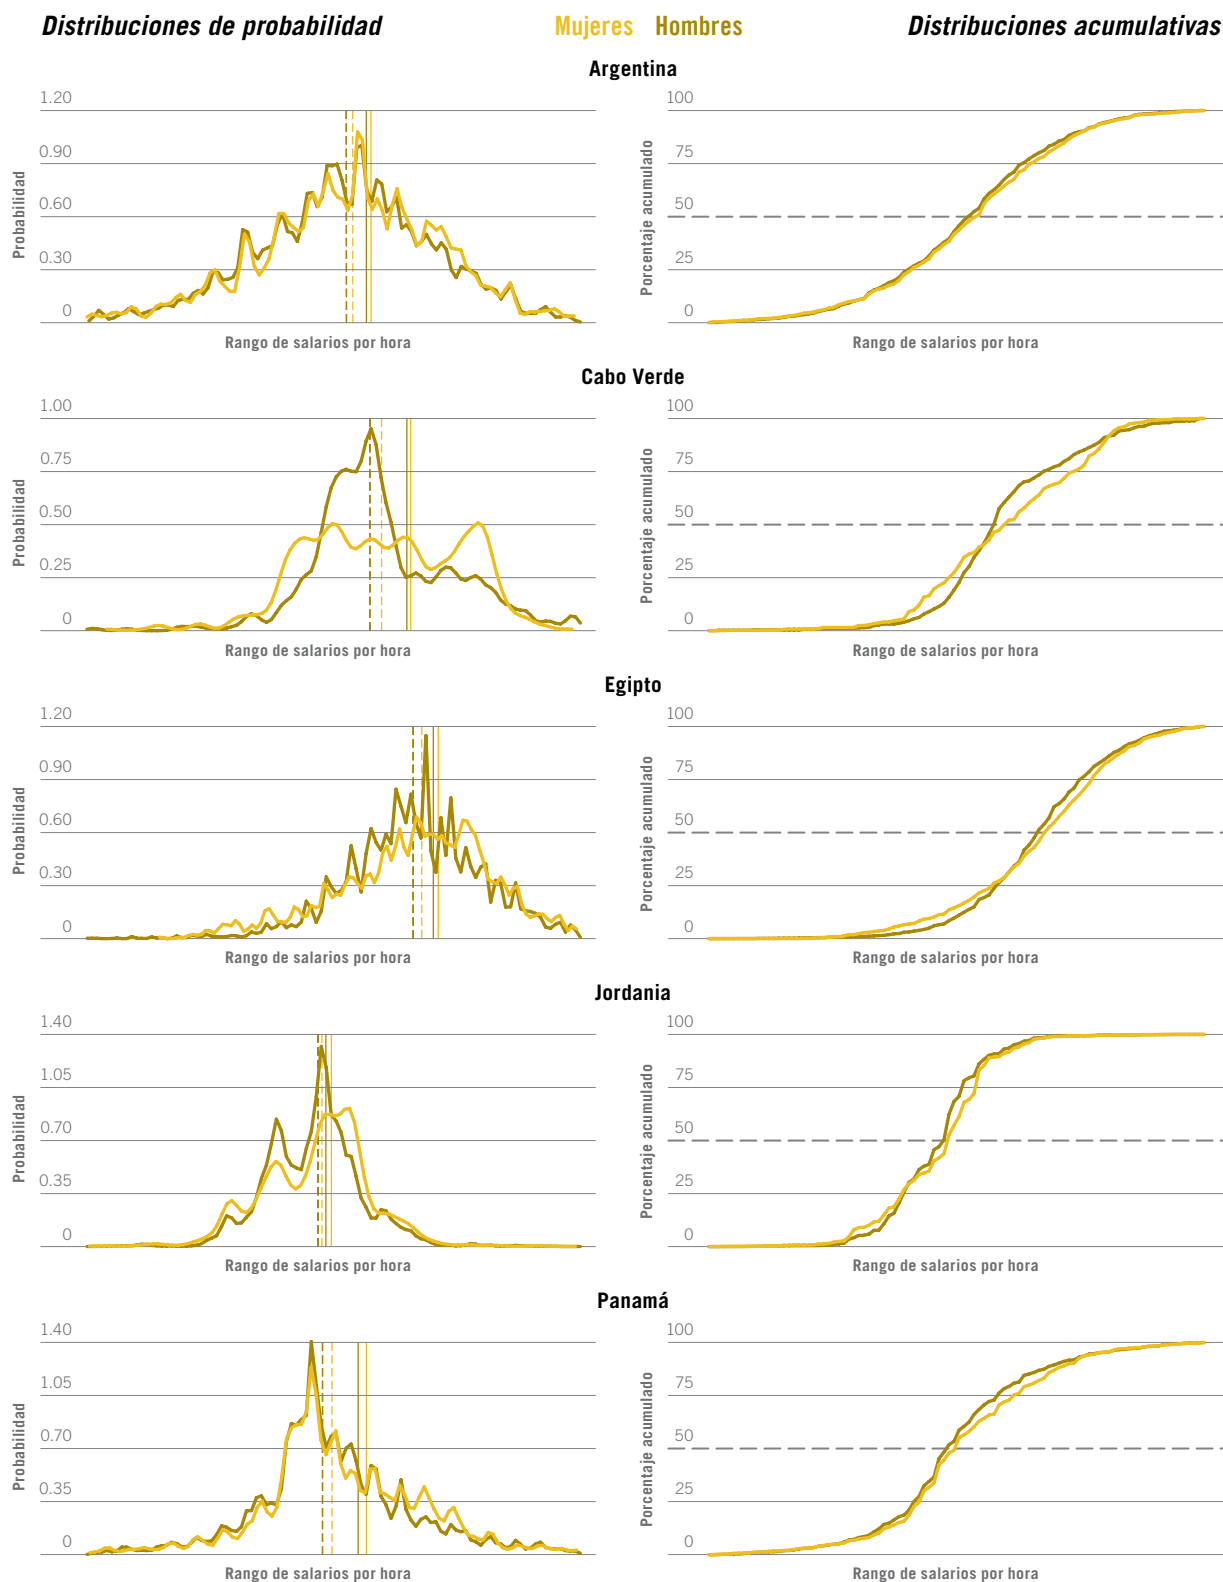 Distribuciones de probabilidad
Mujeres Hombres
Distribuciones acumulativas
Argentina
Probabilidad
1.20
0.90
0.60
0.30
0
Rango de salarios por hora
Porcentaje acumulado
100
75
50
25
0
Rango de salarios por hora
Cabo Verde
Probabilidad
1.00
0.75
0.50
0.25
0
Rango de salarios por hora
Porcentaje acumulado
100
75
50
25
0
Rango de salarios por hora
Egipto
Probabilidad
1.20
0.90
0.60
0.30
0
Rango de salarios por hora
Porcentaje acumulado
100
75
50
25
0
Rango de salarios por hora
Jordania
Probabilidad
1.40
1.05
0.70
0.35
0
Rango de salarios por hora
Porcentaje acumulado
100
75
50
25
0
Rango de salarios por hora
Panamá
Probabilidad
1.40
1.05
0.70
0.35
0
Rango de salarios por hora
Porcentaje acumulado
100
75
50
25
0
Rango de salarios por hora